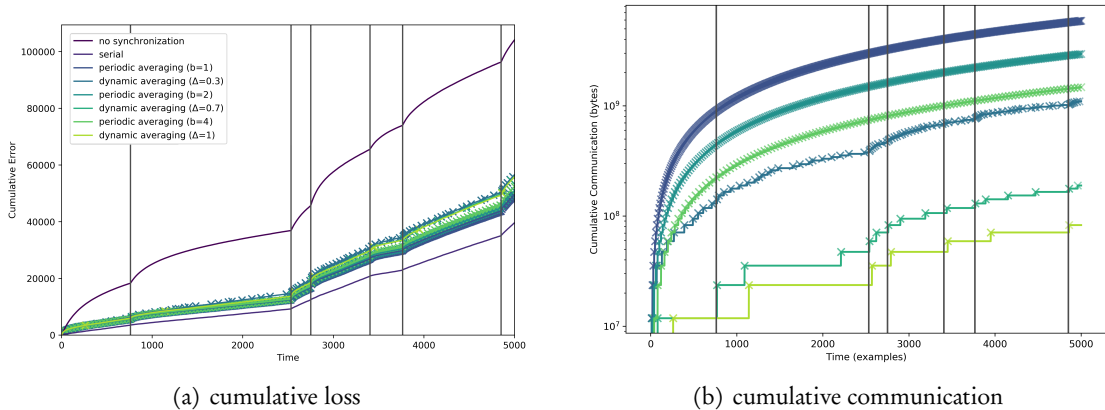 100000
80000
60000
40000
20000
0
Cumulative Error
no synchronization
serial
periodic averaging (b=1)
dynamic averaging (Δ=0.3)
periodic averaging (b=2)
dynamic averaging (Δ=0.7)
periodic averaging (b=4)
dynamic averaging (Δ=1)
0 1000 2000 3000 4000 5000
Time
(a) cumulative loss
10⁹
10⁸
10⁷
Cumulative Communication (bytes)
0 1000 2000 3000 4000 5000
Time (examples)
(b) cumulative communication